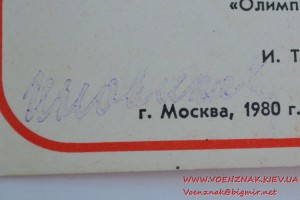 «Олимп
И. Т
г. Москва, 1980 г.
WWW.VOENZNAK.KIEV.UA
Voenznak@bigmir.net